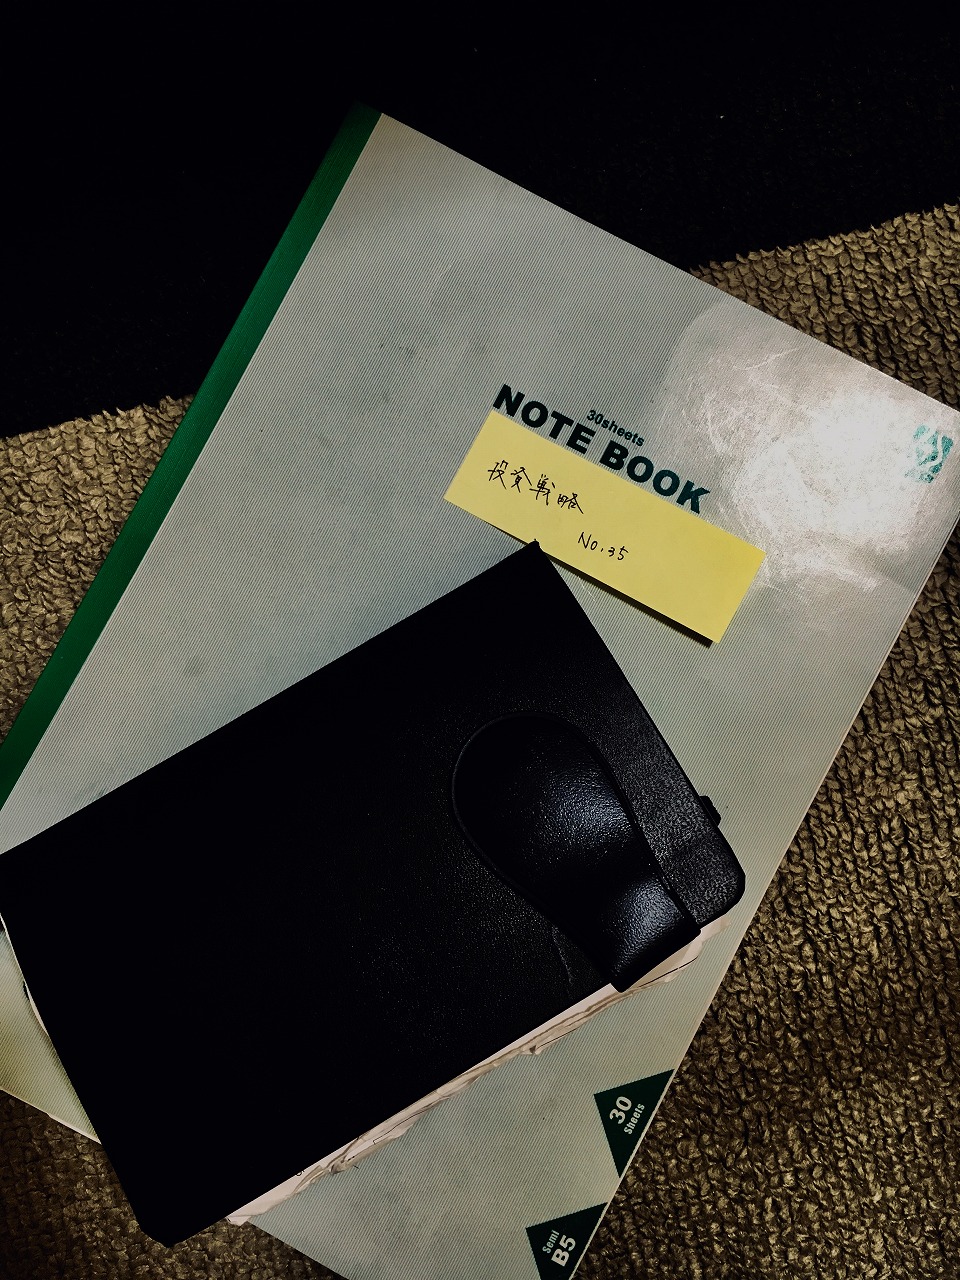 30sheets
NOTE BOOK
投資戦略
No.35
30
Sheets
Semi
B5